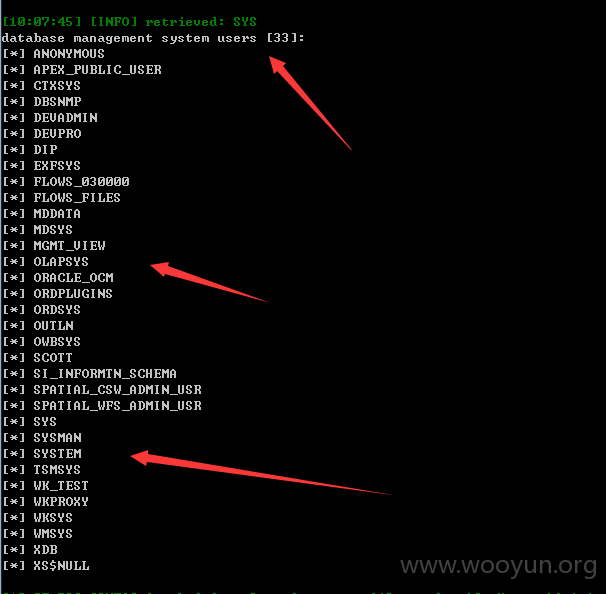 [10:07:45] [INFO] retrieved: SYS
database management system users [33]:
[*] ANONYMOUS
[*] APEX_PUBLIC_USER
[*] CTXSYS
[*] DBSNMP
[*] DEVADMIN
[*] DEVPRO
[*] DIP
[*] EXFSYS
[*] FLOWS_030000
[*] FLOWS_FILES
[*] MDDATA
[*] MDSYS
[*] MGMT_VIEW
[*] OLAPSYS
[*] ORACLE_OCM
[*] ORDPLUGINS
[*] ORDSYS
[*] OUTLN
[*] OWBSYS
[*] SCOTT
[*] SI_INFORMTN_SCHEMA
[*] SPATIAL_CSW_ADMIN_USR
[*] SPATIAL_WFS_ADMIN_USR
[*] SYS
[*] SYSMAN
[*] SYSTEM
[*] TSMSYS
[*] WK_TEST
[*] WKPROXY
[*] WKSYS
[*] WMSYS
[*] XDB
[*] XS$NULL
www.wooyun.org